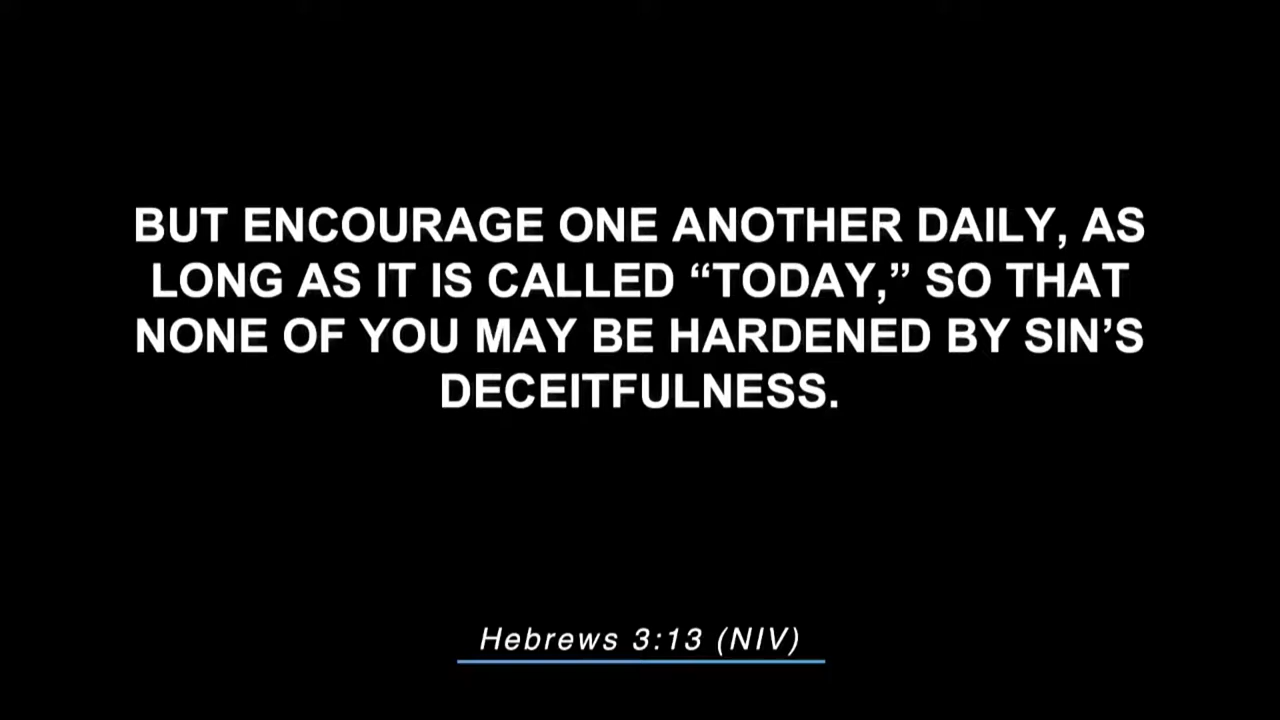 BUT ENCOURAGE ONE ANOTHER DAILY, AS
LONG AS IT IS CALLED “TODAY,” SO THAT
NONE OF YOU MAY BE HARDENED BY SIN’S
DECEITFULNESS.
Hebrews 3:13 (NIV)